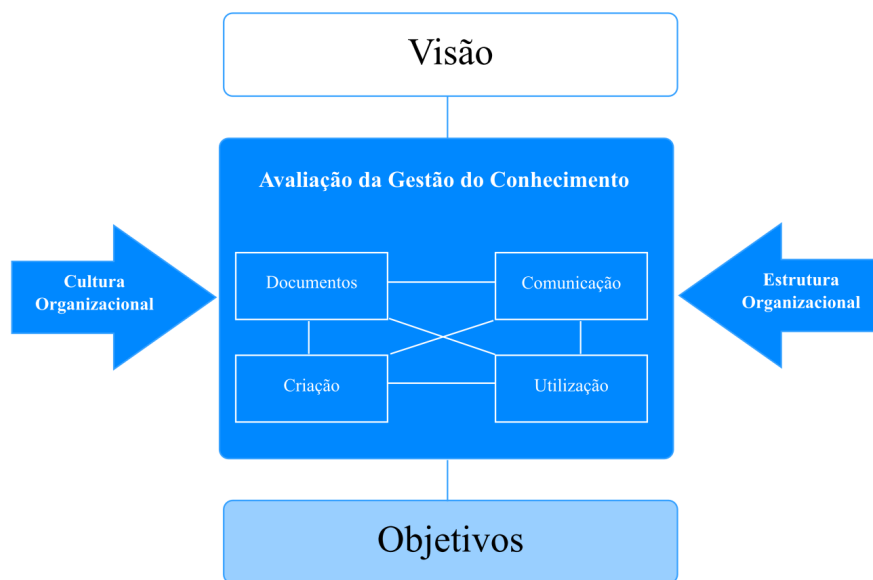 Visão
Avaliação da Gestão do Conhecimento
Cultura
Organizacional
Documentos
Comunicação
Estrutura
Organizacional
Criação
Utilização
Objetivos